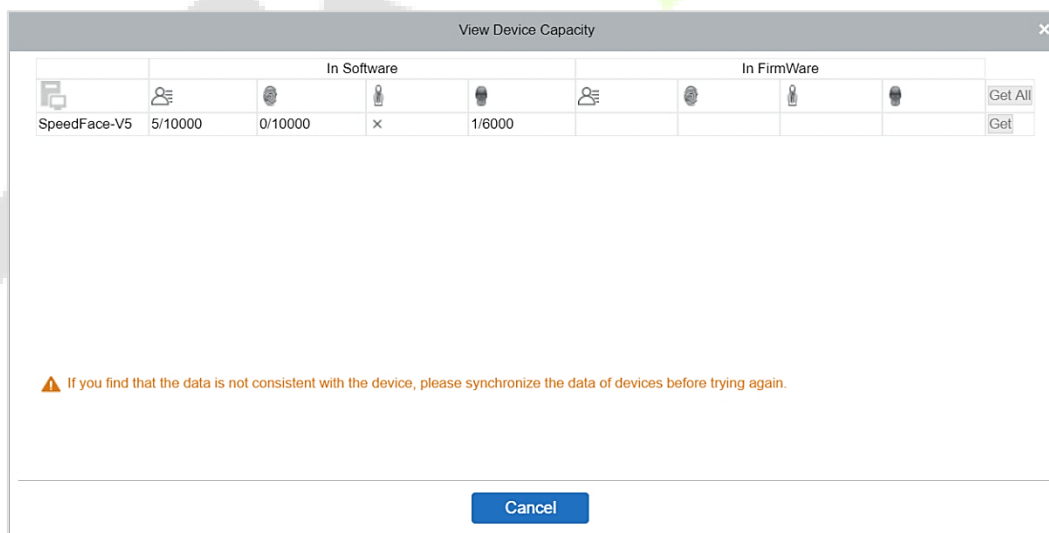 View Device Capacity
In Software In FirmWare
Get All
SpeedFace-V5 5/10000 0/10000 × 1/6000 Get
If you find that the data is not consistent with the device, please synchronize the data of devices before trying again.
Cancel